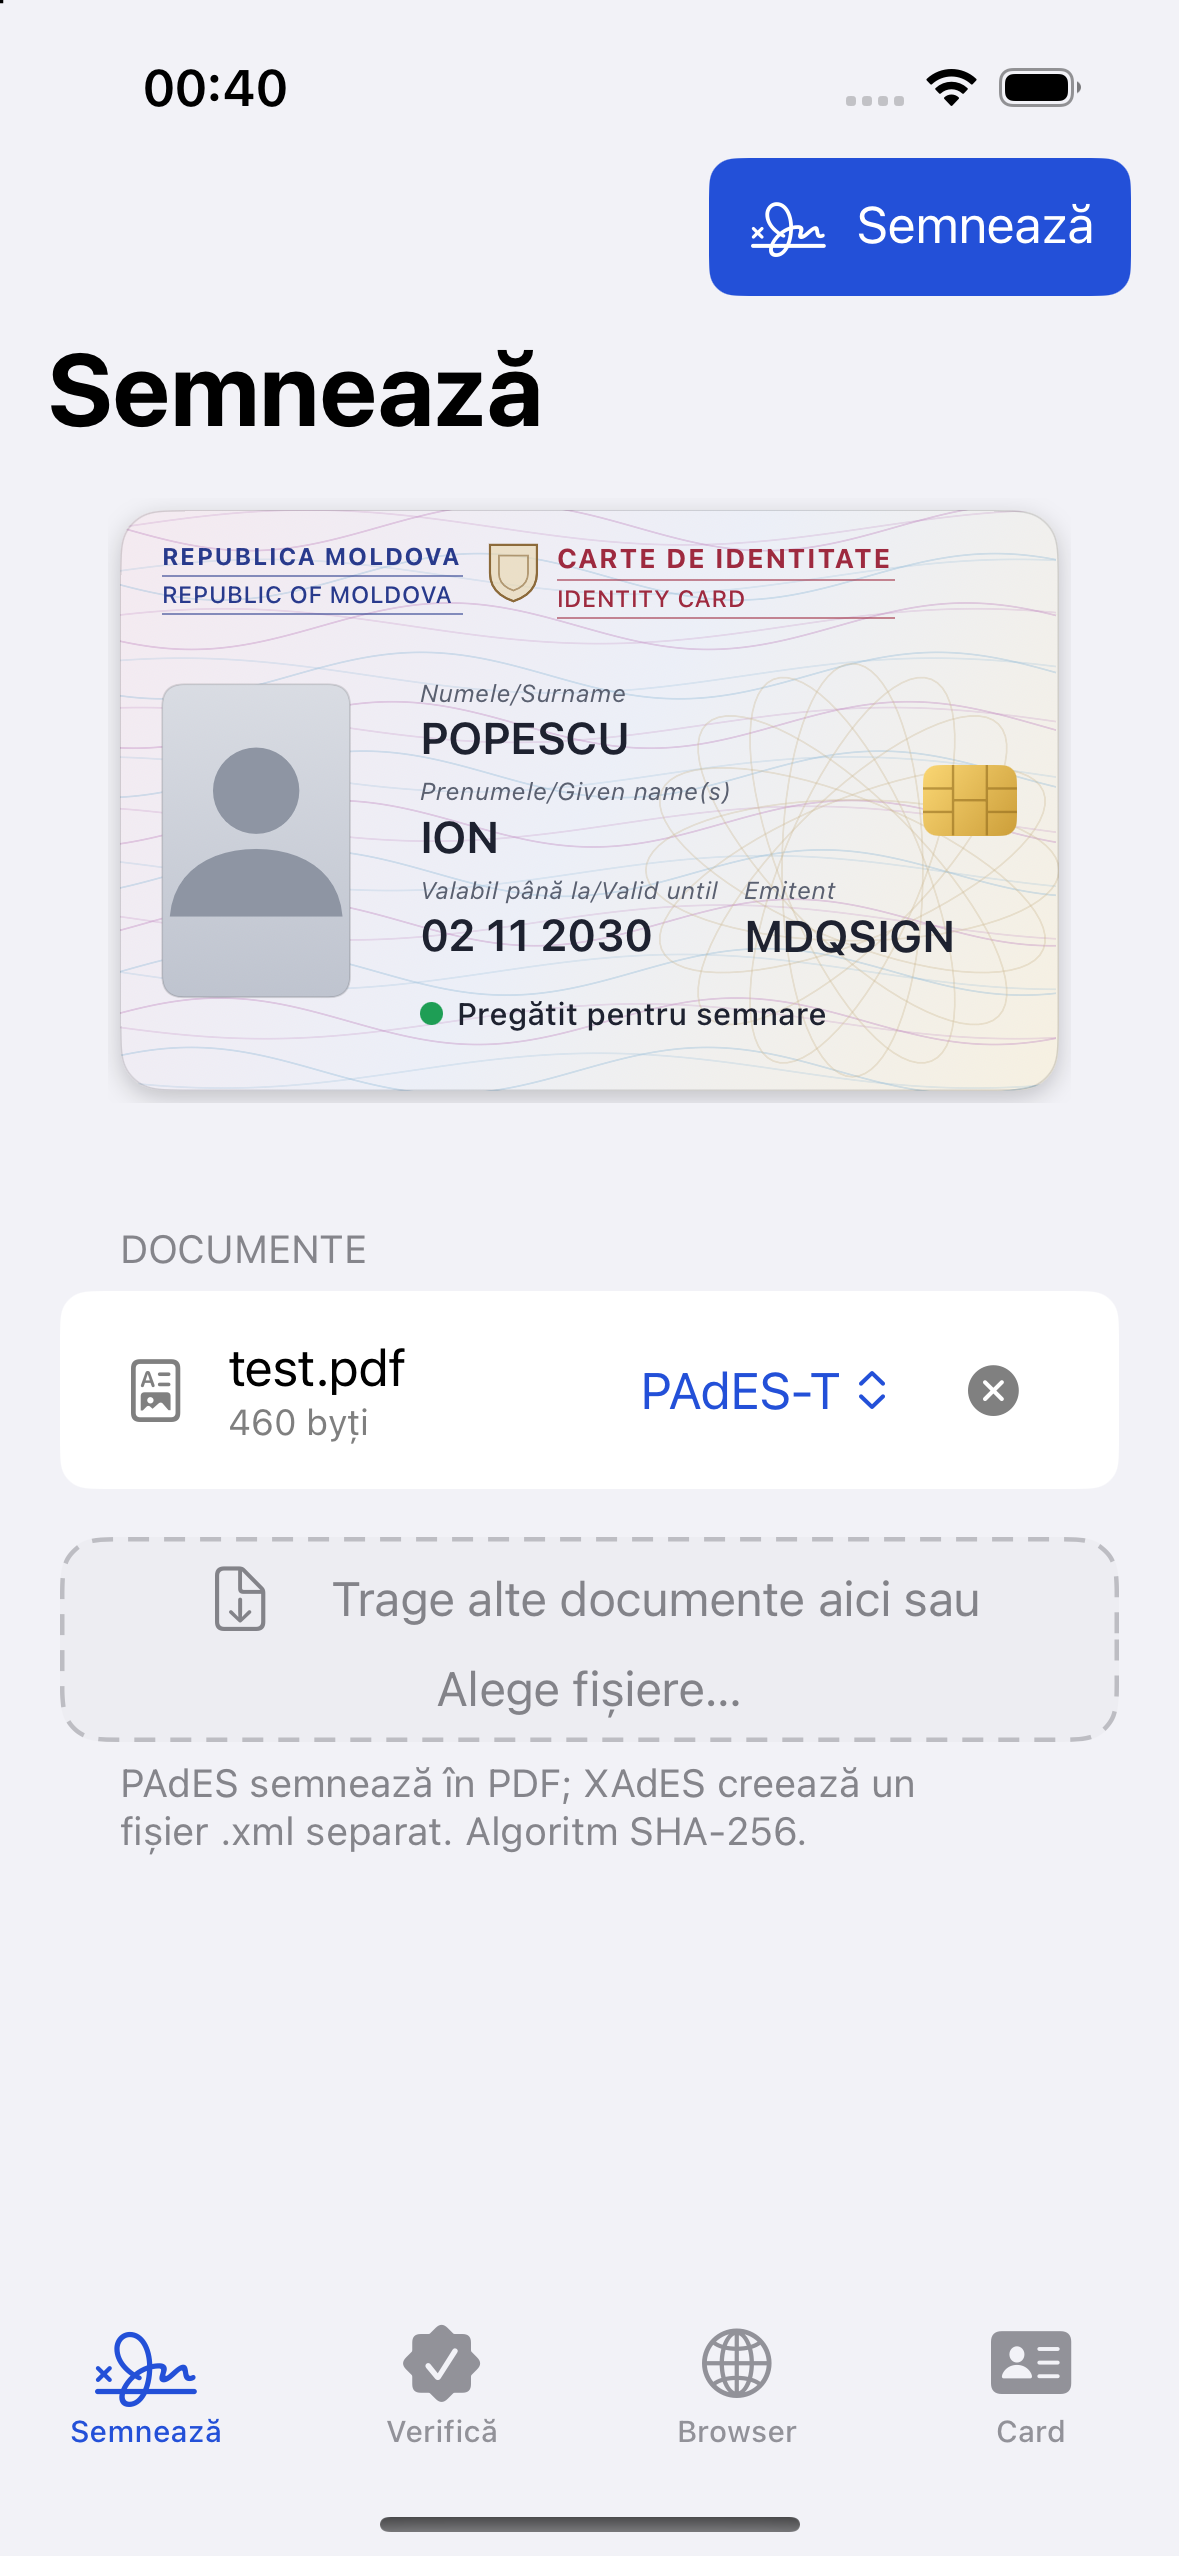 00:40
Semnează
Semnează
REPUBLICA MOLDOVA
REPUBLIC OF MOLDOVA
CARTE DE IDENTITATE
IDENTITY CARD
Numele/Surname
POPESCU
Prenumele/Given name(s)
ION
Valabil până la/Valid until Emitent
02 11 2030 MDQSIGN
Pregătit pentru semnare
DOCUMENTE
test.pdf
460 byți
PAdES-T
Trage alte documente aici sau
Alege fișiere...
PAdES semnează în PDF; XAdES creează un
fișier .xml separat. Algoritm SHA-256.
Semnează Verifică Browser Card